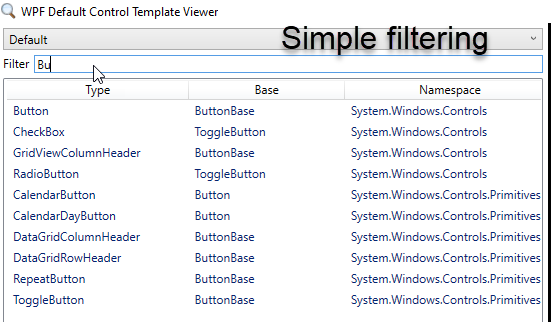 WPF Default Control Template Viewer
Default
Simple filtering
Filter Bu
Type Base Namespace
Button ButtonBase System.Windows.Controls
CheckBox ToggleButton System.Windows.Controls
GridViewColumnHeader ButtonBase System.Windows.Controls
RadioButton ToggleButton System.Windows.Controls
CalendarButton Button System.Windows.Controls.Primitives
CalendarDayButton Button System.Windows.Controls.Primitives
DataGridColumnHeader ButtonBase System.Windows.Controls.Primitives
DataGridRowHeader ButtonBase System.Windows.Controls.Primitives
RepeatButton ButtonBase System.Windows.Controls.Primitives
ToggleButton ButtonBase System.Windows.Controls.Primitives